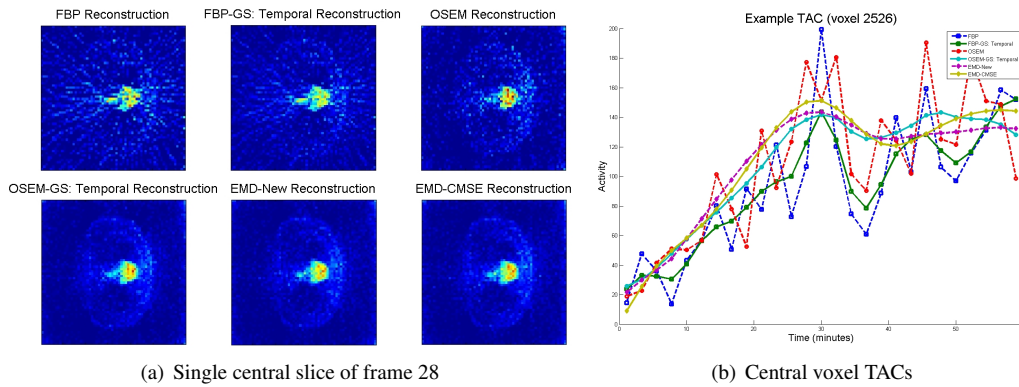 FBP Reconstruction
FBP-GS: Temporal Reconstruction
OSEM Reconstruction
OSEM-GS: Temporal Reconstruction
EMD-New Reconstruction
EMD-CMSE Reconstruction
(a) Single central slice of frame 28
Example TAC (voxel 2526)
FBP
FBP-GS: Temporal
OSEM
OSEM-GS: Temporal
EMD-New
EMD-CMSE
200
180
160
140
120
100
80
60
40
20
0
Activity
0 10 20 30 40 50
Time (minutes)
(b) Central voxel TACs